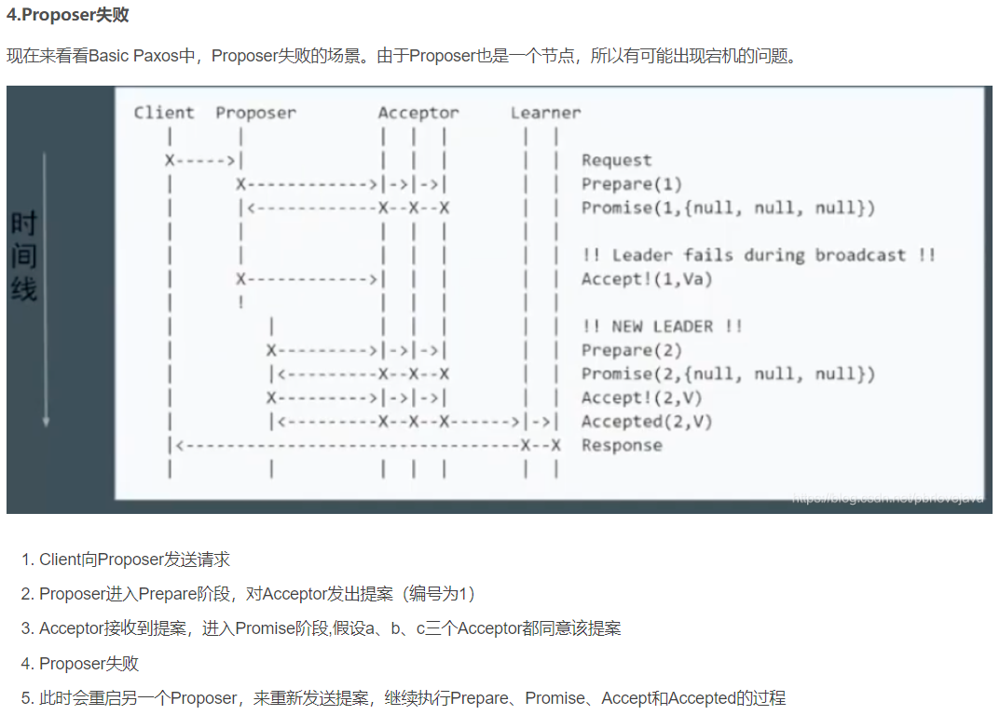 4.Proposer失败
现在来看看Basic Paxos中，Proposer失败的场景。由于Proposer也是一个节点，所以有可能出现宕机的问题。
时间线
Client Proposer Acceptor Learner
| | | | | | |
X----->| | | | | | Request
| X------------>|->|->| | | Prepare(1)
| |<------------X--X--X | | Promise(1,{null, null, null})
| | | | | | |
| | | | | | | !! Leader fails during broadcast !!
| X------------>| | | | | Accept!(1,Va)
| ! | | | | |
| | | | | | | !! NEW LEADER !!
| X--------->|->|->| | | Prepare(2)
| |<---------X--X--X | | Promise(2,{null, null, null})
| X--------->|->|->| | | Accept!(2,V)
| |<---------X--X--X------>|->| Accepted(2,V)
|<---------------------------------X--X Response
| | | | | | |
https://blog.csdn.net/pbrlovejava
1. Client向Proposer发送请求
2. Proposer进入Prepare阶段，对Acceptor发出提案（编号为1）
3. Acceptor接收到提案，进入Promise阶段,假设a、b、c三个Acceptor都同意该提案
4. Proposer失败
5. 此时会重启另一个Proposer，来重新发送提案，继续执行Prepare、Promise、Accept和Accepted的过程